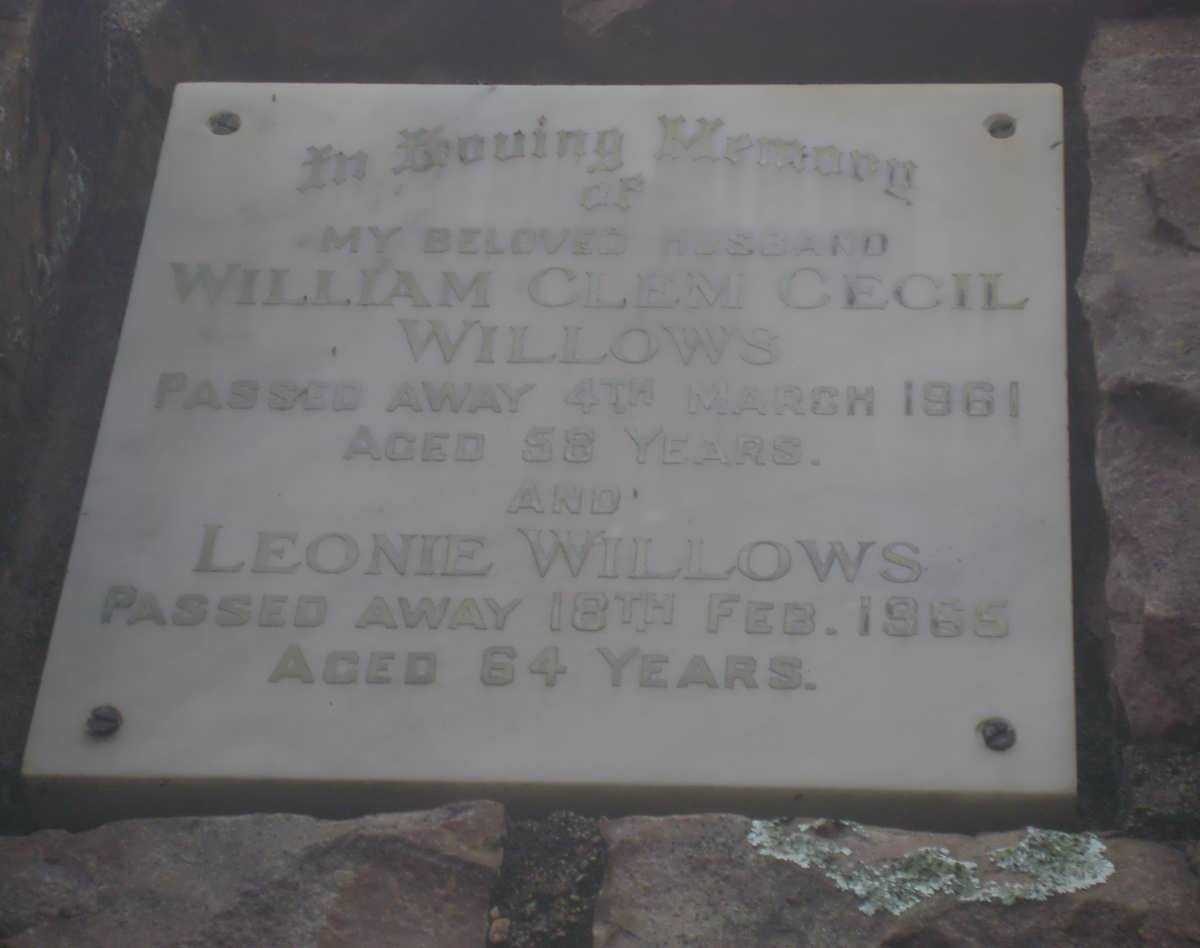 In Loving Memory
of
MY BELOVED HUSBAND
WILLIAM CLEM CECIL
WILLOWS
PASSED AWAY 4TH MARCH 1961
AGED 58 YEARS.
AND
LEONIE WILLOWS
PASSED AWAY 18TH FEB. 1965
AGED 64 YEARS.